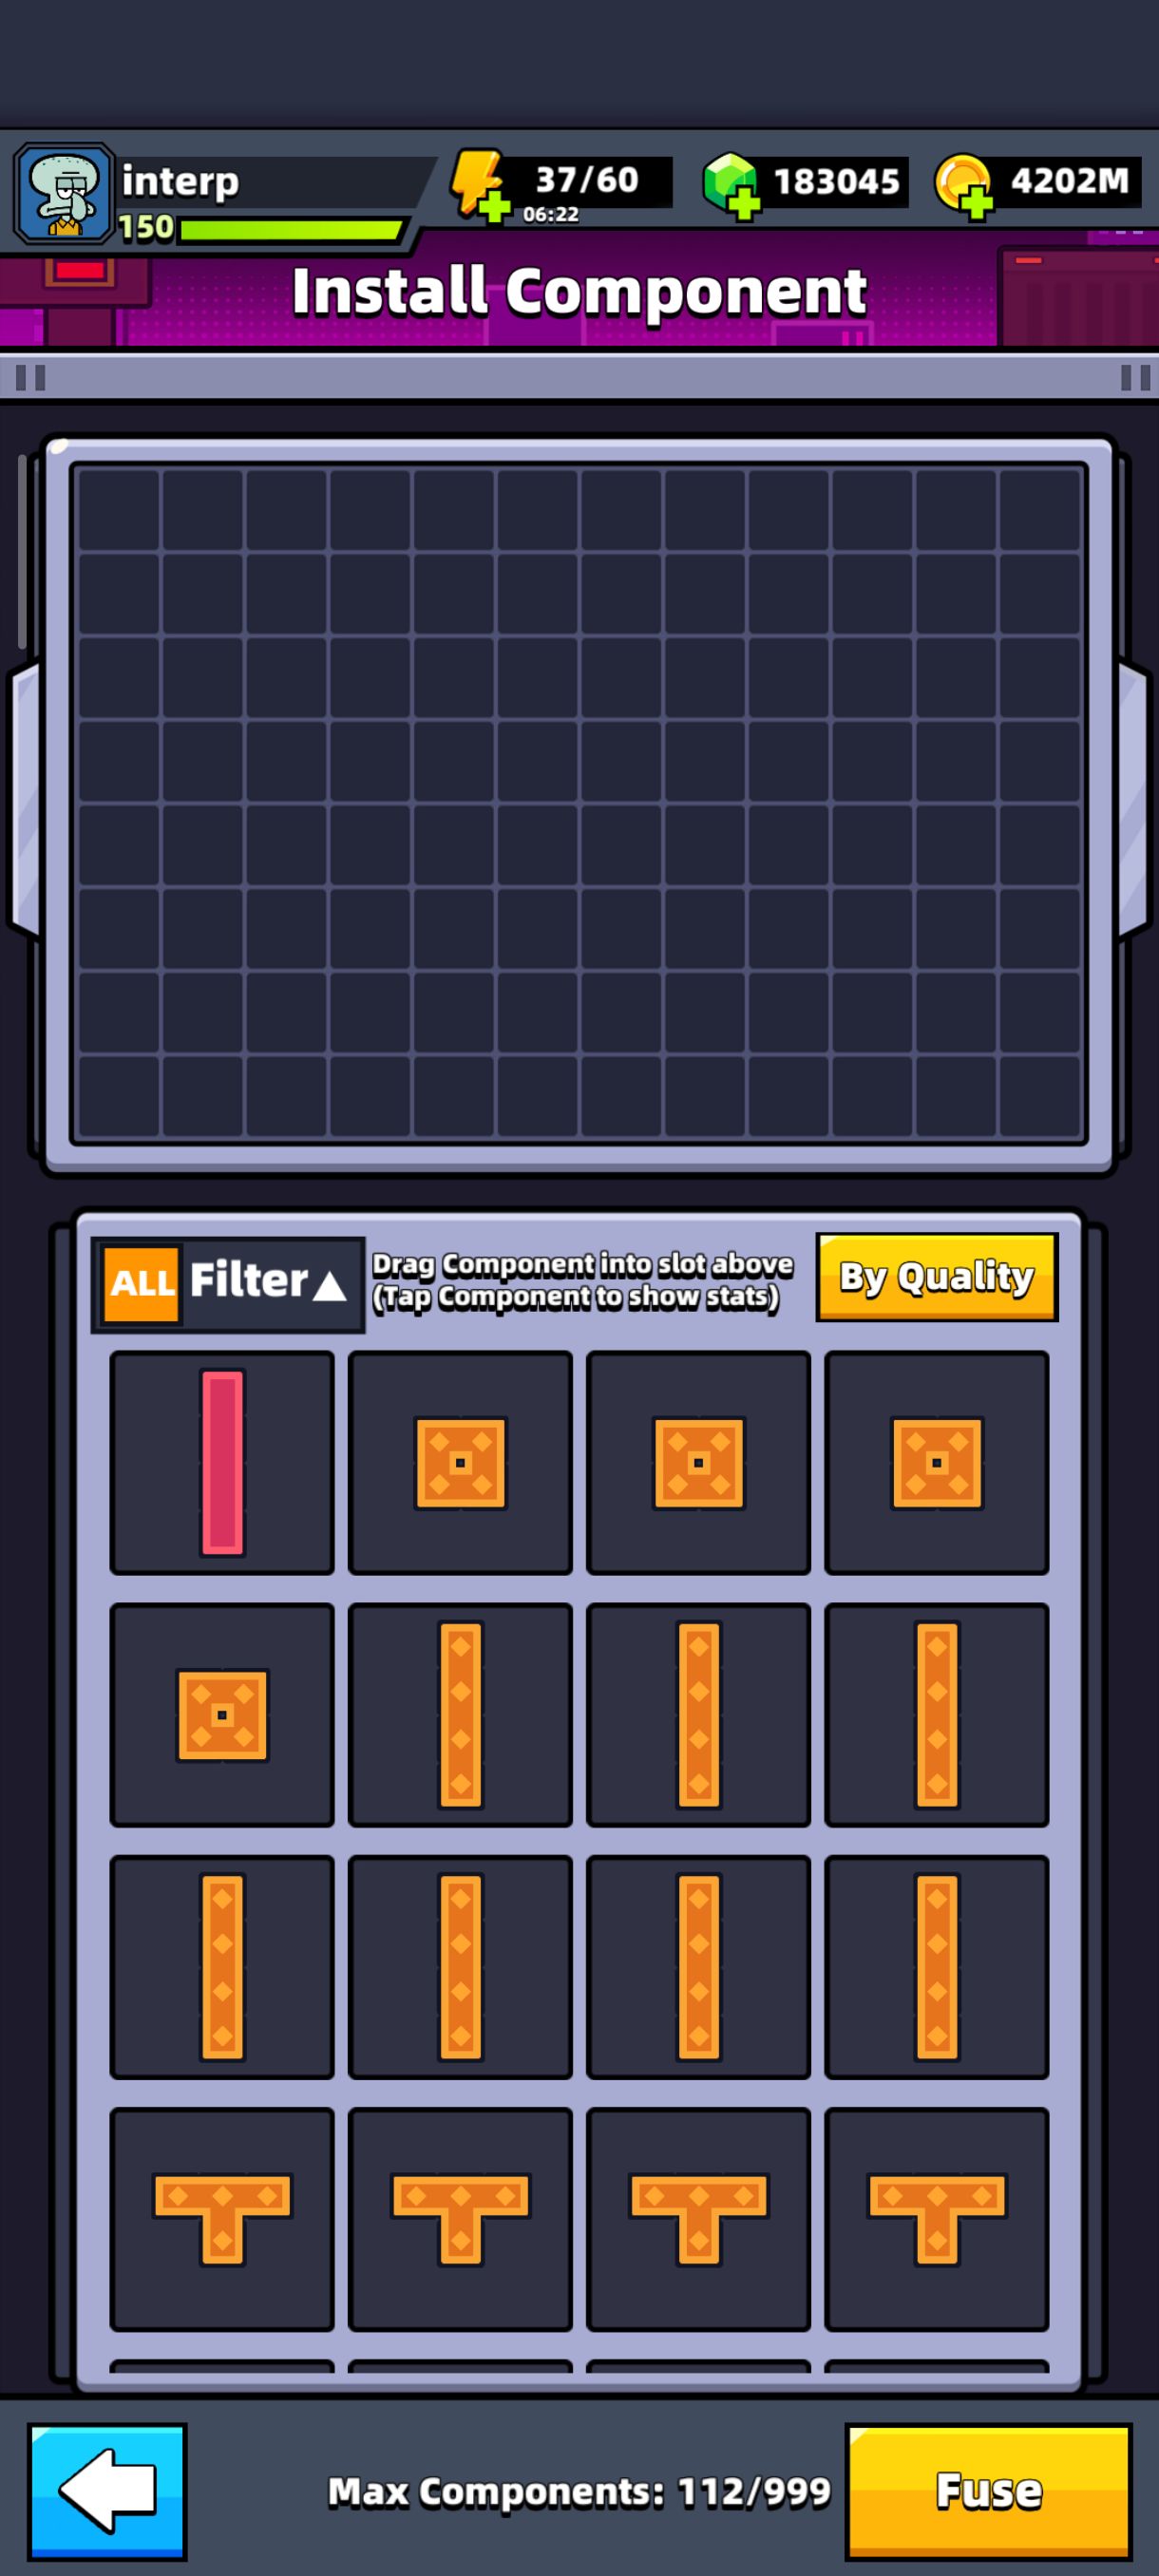 interp
150
37/60
06:22
183045
4202M
Install Component
ALL Filter▲
Drag Component into slot above
(Tap Component to show stats)
By Quality
Max Components: 112/999
Fuse